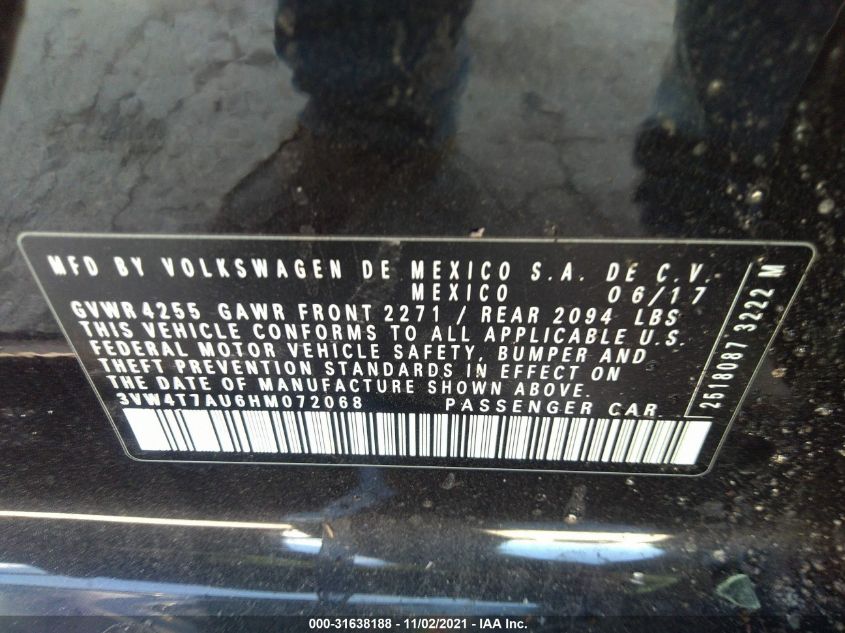 MFD BY VOLKSWAGEN DE MEXICO S.A. DE C.V.
MEXICO 06/17
GVWR 4255 GAWR FRONT 2271 / REAR 2094 LBS
THIS VEHICLE CONFORMS TO ALL APPLICABLE U.S.
FEDERAL MOTOR VEHICLE SAFETY, BUMPER AND
THEFT PREVENTION STANDARDS IN EFFECT ON
THE DATE OF MANUFACTURE SHOWN ABOVE.
3VW4T7AU6HM072068 PASSENGER CAR
2518087 3222 M
000-31638188 - 11/02/2021 - IAA Inc.